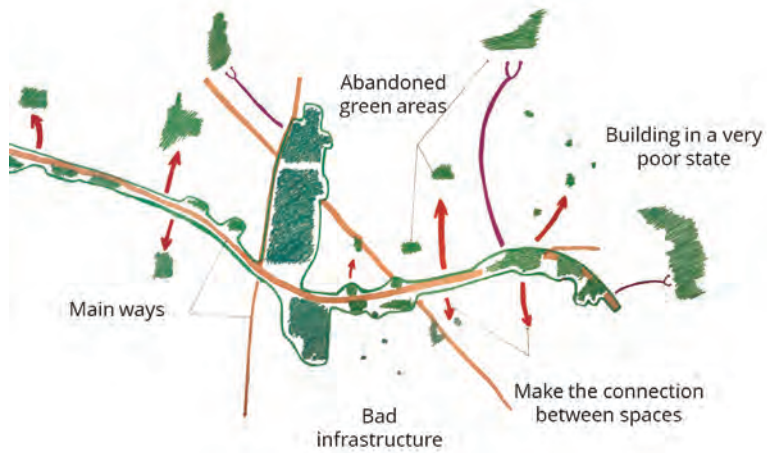 Abandoned
green areas
Building in a very
poor state
Main ways
Make the connection
between spaces
Bad
infrastructure